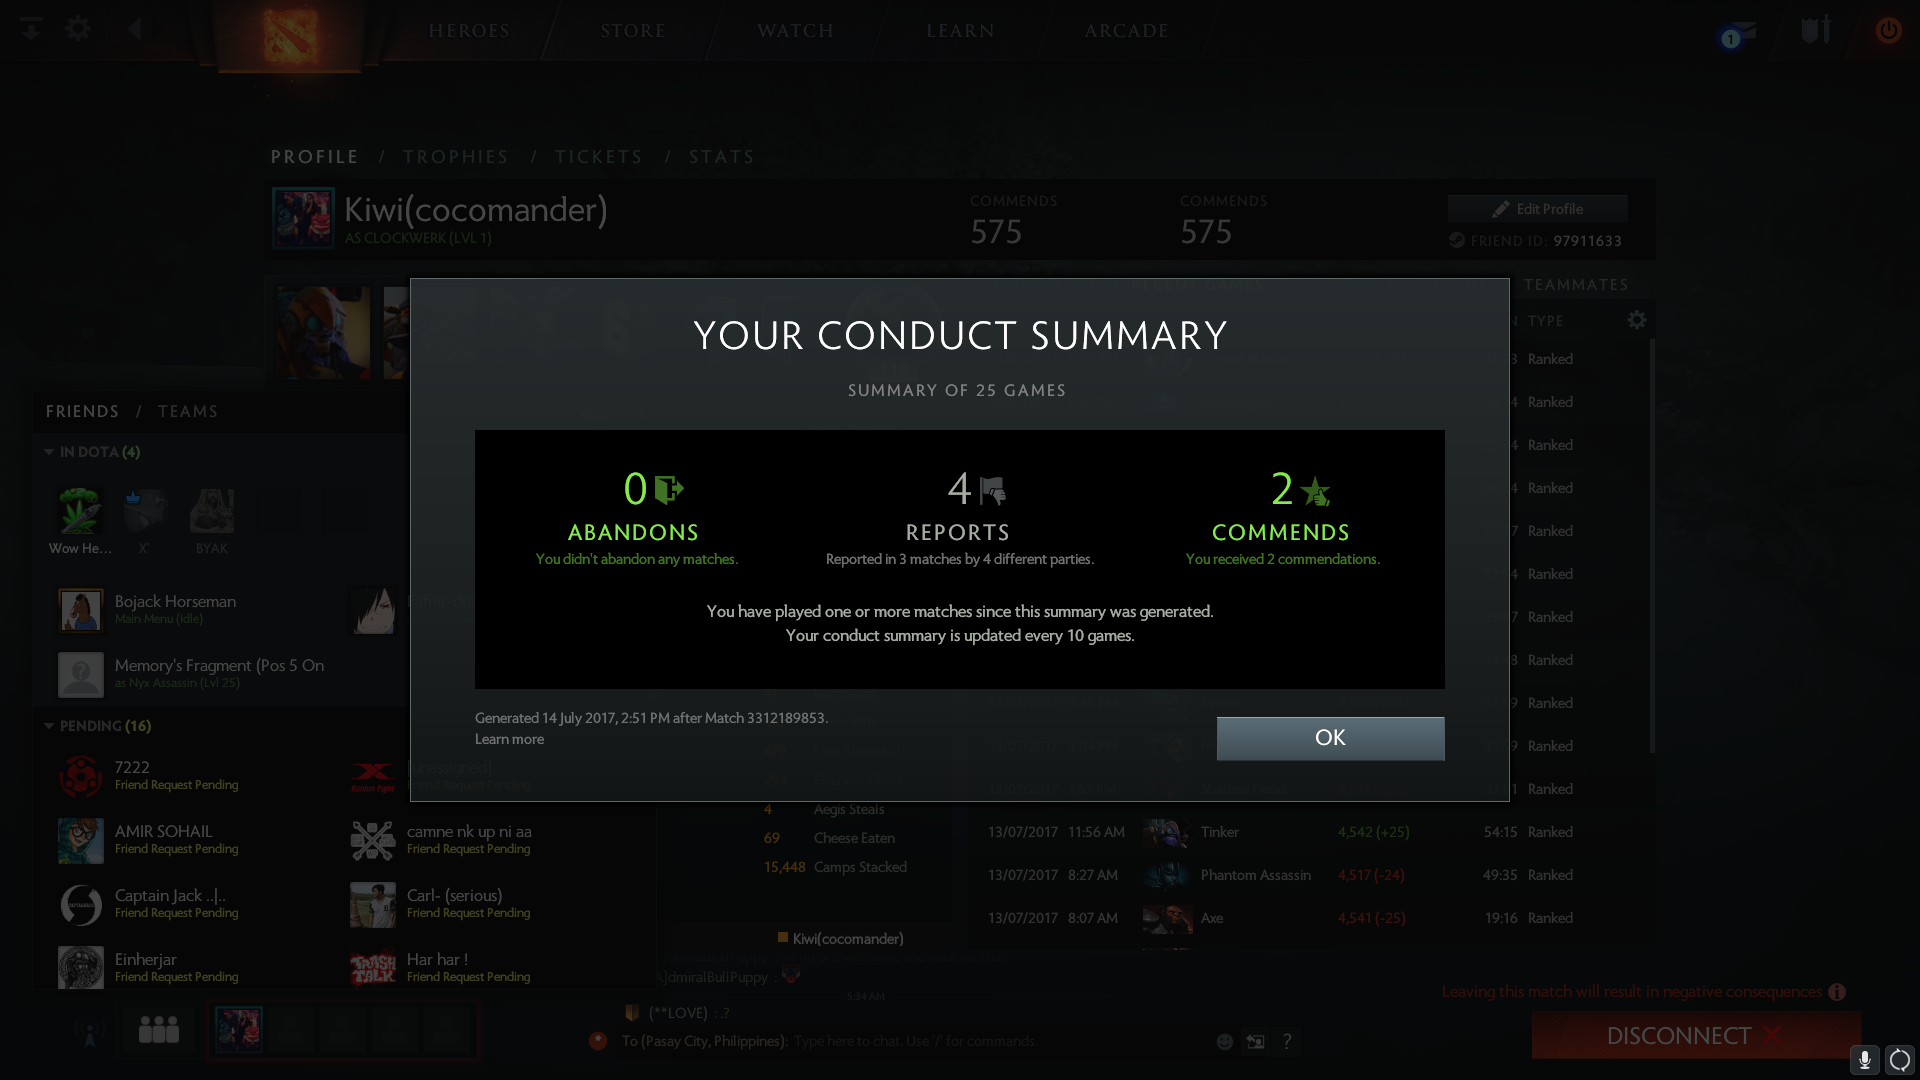 HEROES
STORE
WATCH
LEARN
ARCADE
1
PROFILE / TROPHIES / TICKETS / STATS
Kiwi(cocomander)
AS CLOCKWERK (LVL 1)
COMMENDS
575
COMMENDS
575
Edit Profile
FRIEND ID: 97911633
TEAMMATES
TYPE
YOUR CONDUCT SUMMARY
SUMMARY OF 25 GAMES
0
ABANDONS
You didn't abandon any matches.
4
REPORTS
Reported in 3 matches by 4 different parties.
2
COMMENDS
You received 2 commendations.
You have played one or more matches since this summary was generated.
Your conduct summary is updated every 10 games.
Generated 14 July 2017, 2:51 PM after Match 3312189853.
Learn more
OK
Ranked
Ranked
Ranked
Ranked
Ranked
Ranked
Ranked
Ranked
Ranked
Ranked
Ranked
FRIENDS / TEAMS
IN DOTA (4)
Wow He...
X'
BYAK
Bojack Horseman
Main Menu (Idle)
Memory's Fragment (Pos 5 On
as Nyx Assassin (Lvl 25)
PENDING (16)
7222
Friend Request Pending
[unassigned]
Friend Request Pending
AMIR SOHAIL
Friend Request Pending
camne nk up ni aa
Friend Request Pending
Captain Jack ..|..
Friend Request Pending
Carl- (serious)
Friend Request Pending
Einherjar
Friend Request Pending
TRASH TALK
Har har !
Friend Request Pending
4 Aegis Steals
69 Cheese Eaten
15,448 Camps Stacked
13/07/2017 11:56 AM Tinker 4,542 (+25) 54:15 Ranked
13/07/2017 8:27 AM Phantom Assassin 4,517 (-24) 49:35 Ranked
13/07/2017 8:07 AM Axe 4,541 (-25) 19:16 Ranked
Kiwi(cocomander)
A]dmiralBullPuppy :
5:34 AM
(**LOVE) : .?
To (Pasay City, Philippines): Type here to chat. Use '/' for commands.
?
Leaving this match will result in negative consequences
DISCONNECT